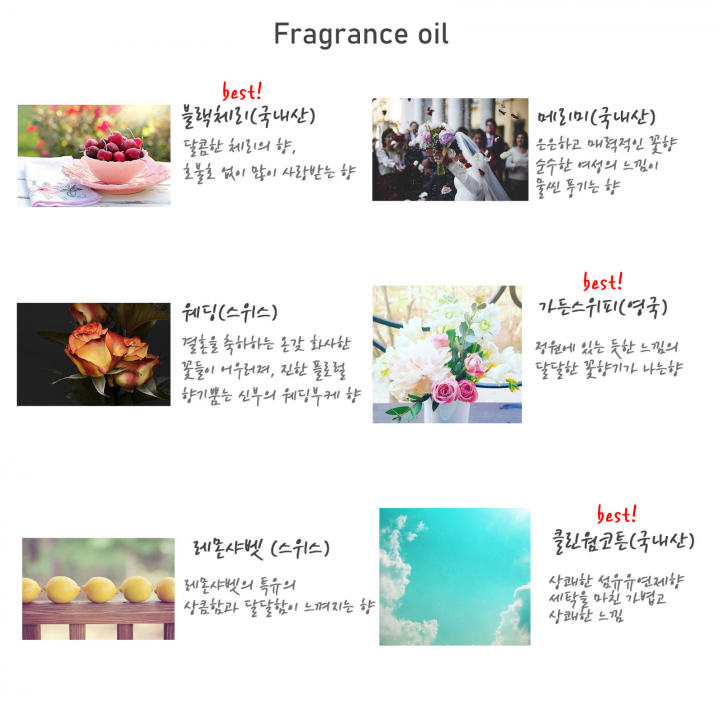 Fragrance oil
best!
블랙체리(국내산)
달콤한 체리의 향,
호불호 없이 많이 사랑받는 향
메리미(국내산)
은은하고 매혹적인 꽃향
순수한 여성의 느낌이
물씬 풍기는 향
웨딩(스위스)
결혼을 축하하는 온갖 화사한
꽃들이 어우러져, 진한 플로럴
향기뿜는 신부의 웨딩부케 향
best!
가든스위피(영국)
정원에 있는 듯한 느낌의
달달한 꽃향기가 나는향
레몬샤벳 (스위스)
레몬샤벳의 특유의
상큼함과 달달함이 느껴지는 향
best!
클린웜코튼(국내산)
상쾌한 섬유유연제향
세탁을 마친 가볍고
상쾌한 느낌